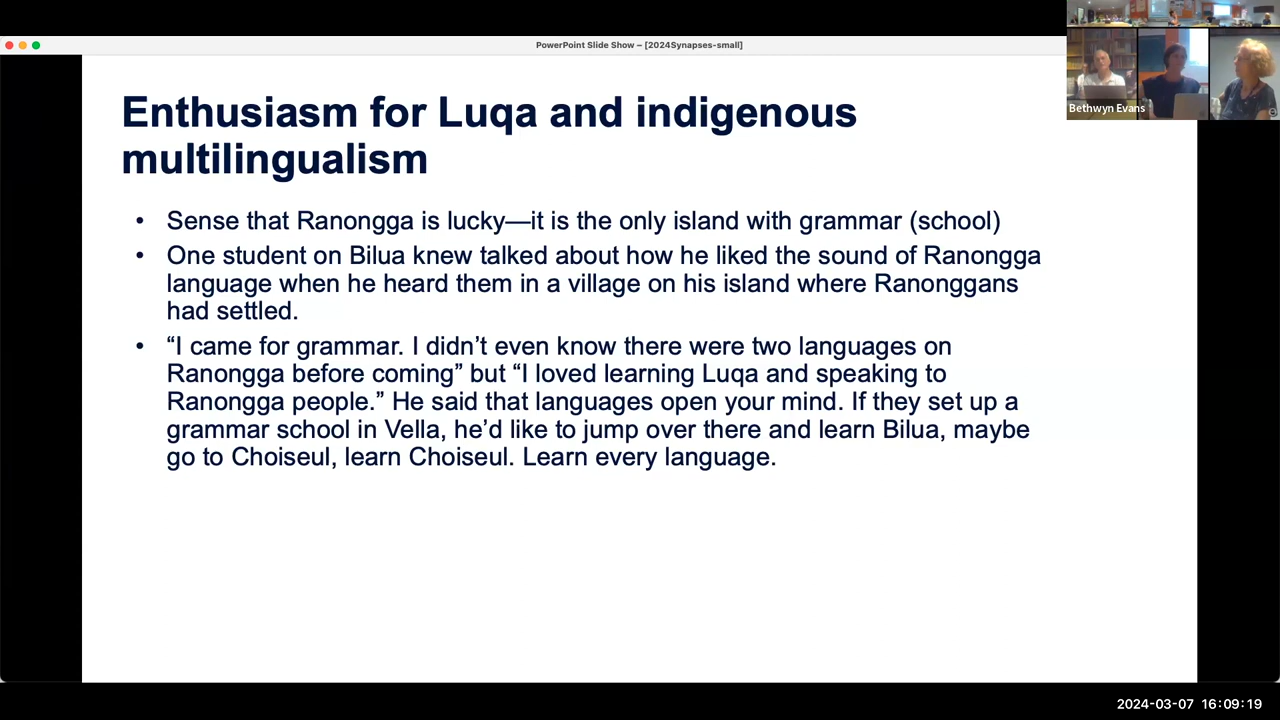 PowerPoint Slide Show – [2024Synapses-small]
Bethwyn Evans
Enthusiasm for Luqa and indigenous
multilingualism
• Sense that Ranongga is lucky—it is the only island with grammar (school)
• One student on Bilua knew talked about how he liked the sound of Ranongga
language when he heard them in a village on his island where Ranonggans
had settled.
• “I came for grammar. I didn’t even know there were two languages on
Ranongga before coming” but “I loved learning Luqa and speaking to
Ranongga people.” He said that languages open your mind. If they set up a
grammar school in Vella, he’d like to jump over there and learn Bilua, maybe
go to Choiseul, learn Choiseul. Learn every language.
2024-03-07 16:09:19